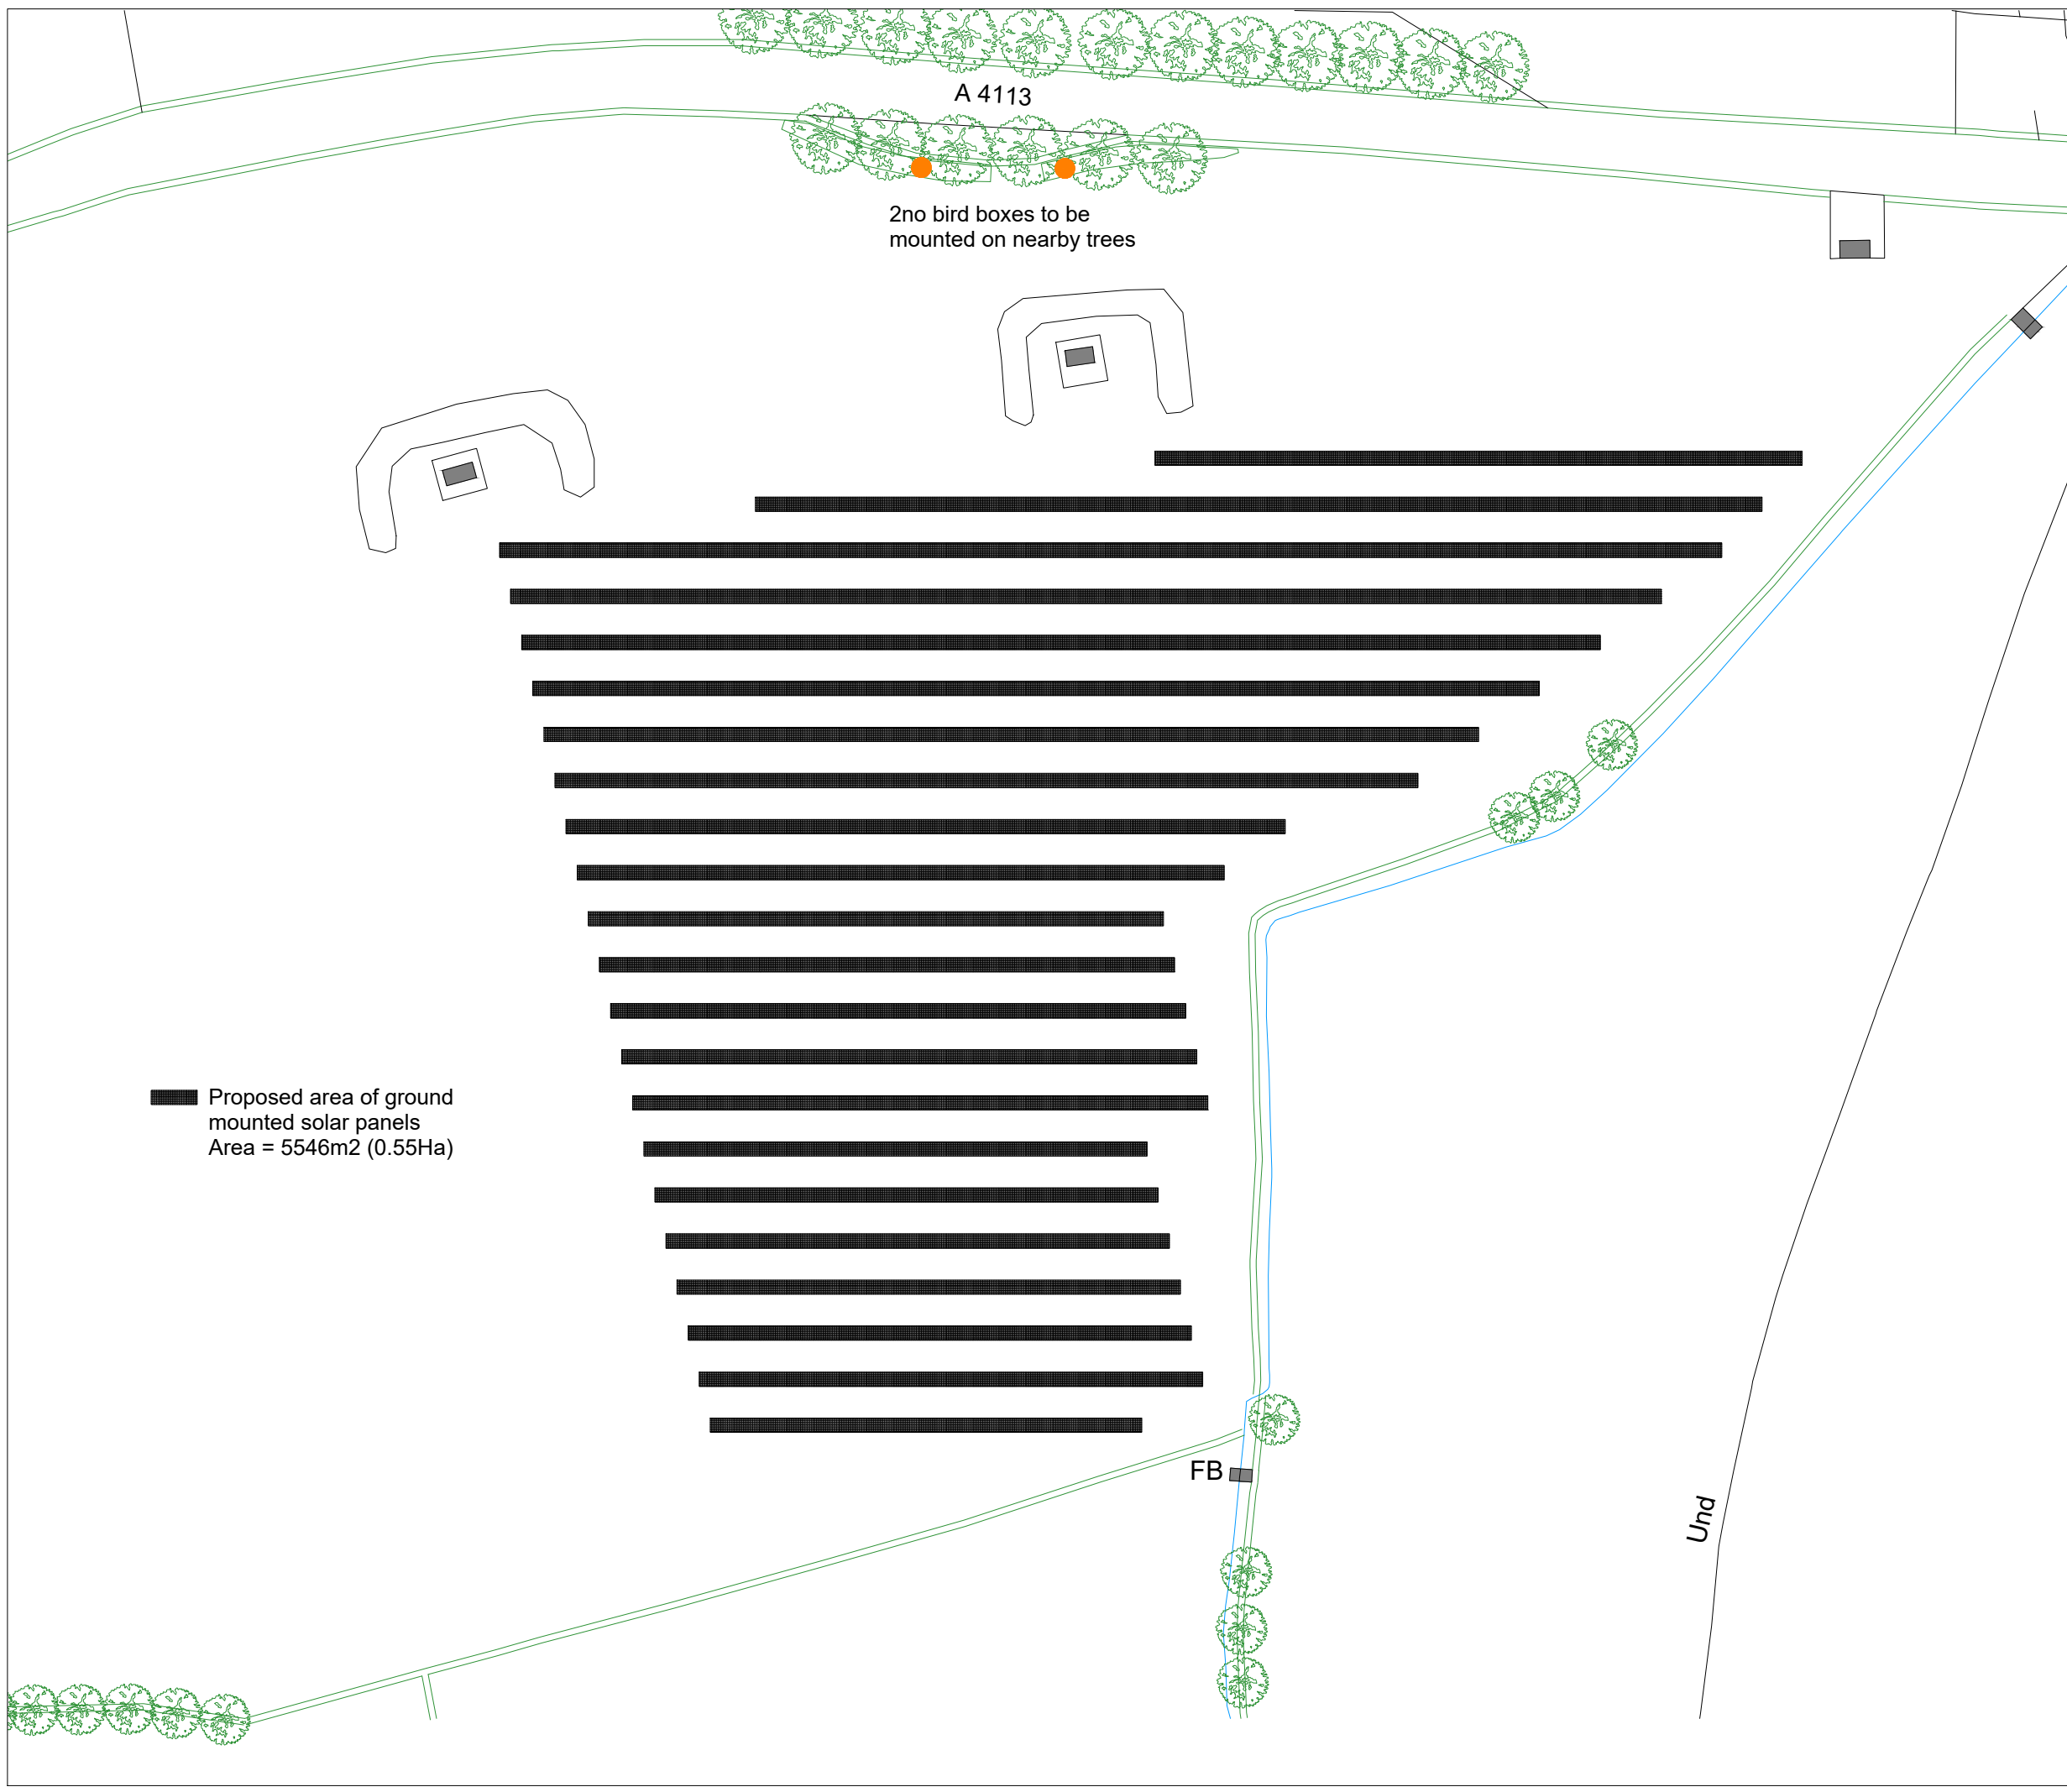 A 4113
2no bird boxes to be
mounted on nearby trees
Proposed area of ground
mounted solar panels
Area = 5546m2 (0.55Ha)
FB
Und